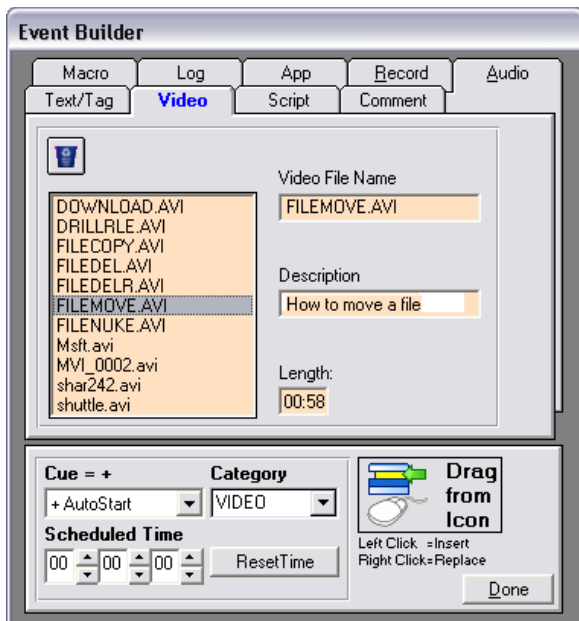 Event Builder
Macro Log App Record Audio
Text/Tag Video Script Comment
Video File Name
FILEMOVE.AVI
DOWNLOAD.AVI
DRILLRLE.AVI
FILECOPY.AVI
FILEDEL.AVI
FILEDELR.AVI
FILEMOVE.AVI
FILENUKE.AVI
Msft.avi
MVI_0002.avi
shar242.avi
shuttle.avi
Description
How to move a file
Length:
00:58
Cue = + Category
+ AutoStart VIDEO
Scheduled Time
00 00 00 ResetTime
Drag
from
Icon
Left Click =Insert
Right Click=Replace
Done